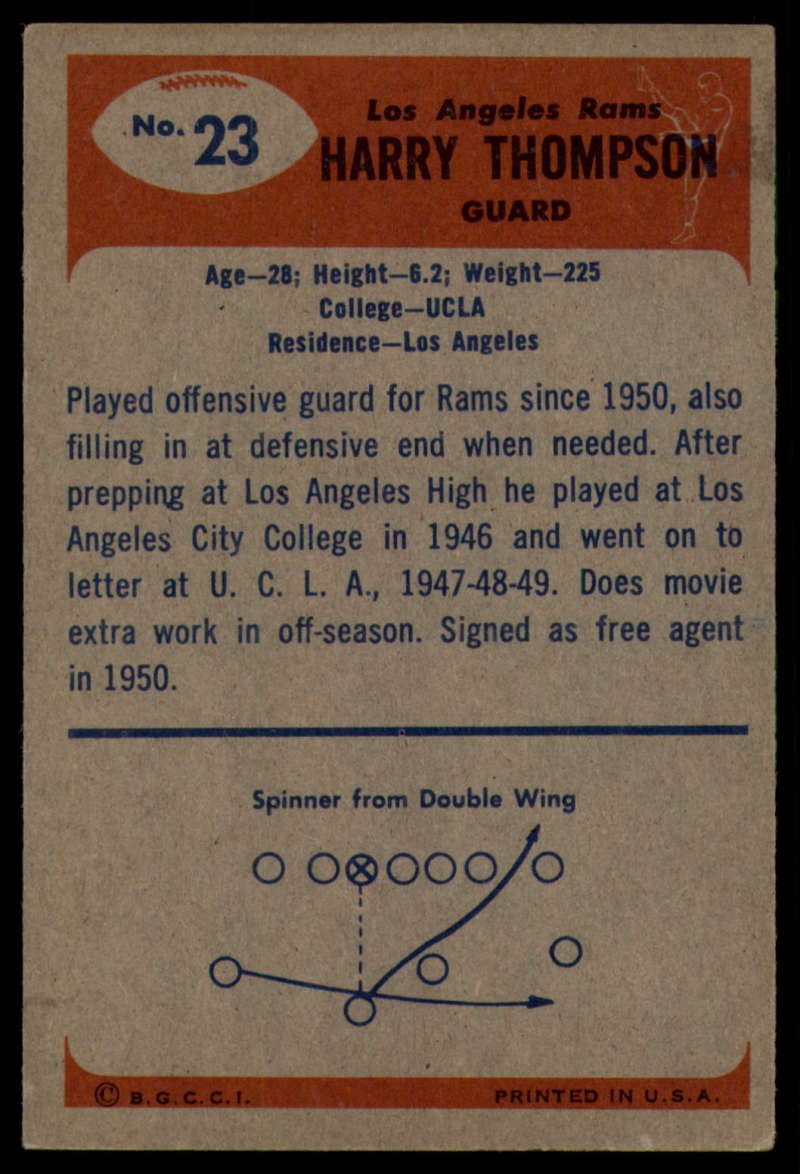 No. 23
Los Angeles Rams
HARRY THOMPSON
GUARD
Age—28; Height—6.2; Weight—225
College—UCLA
Residence—Los Angeles
Played offensive guard for Rams since 1950, also
filling in at defensive end when needed. After
prepping at Los Angeles High he played at Los
Angeles City College in 1946 and went on to
letter at U. C. L. A., 1947-48-49. Does movie
extra work in off-season. Signed as free agent
in 1950.
Spinner from Double Wing
© B.G.C.C.I. PRINTED IN U.S.A.